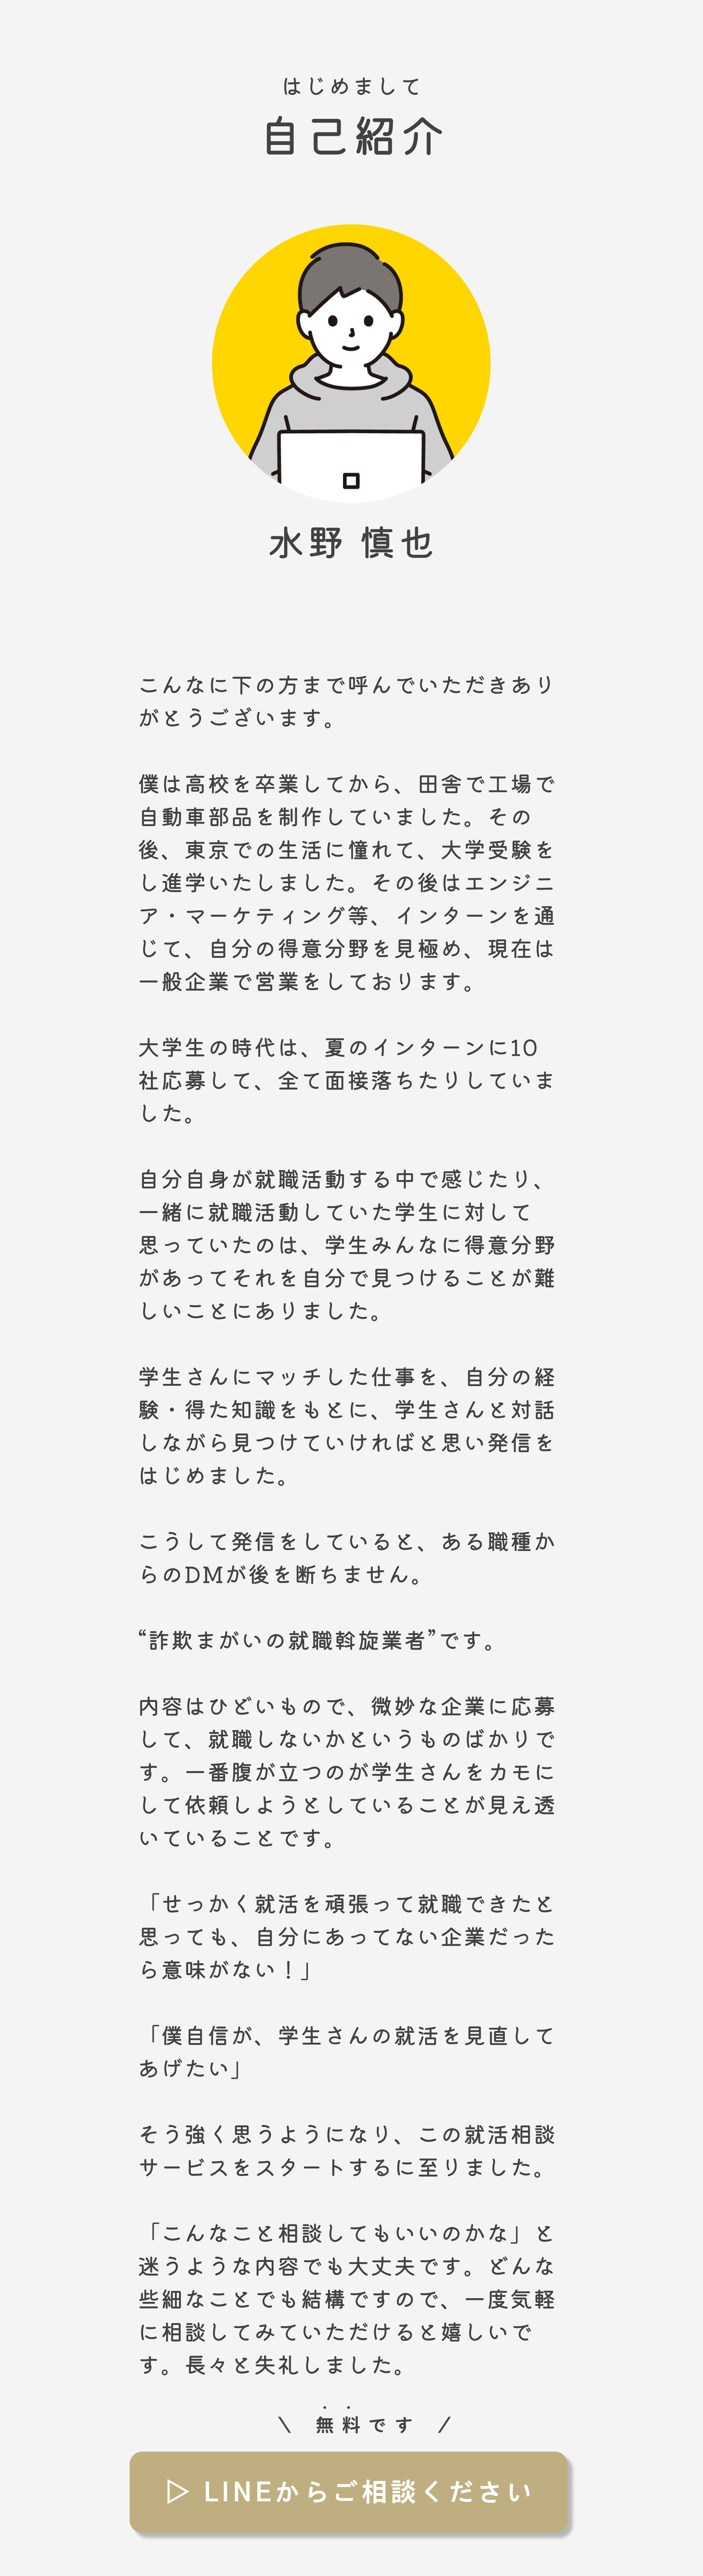 はじめまして
自己紹介
水野 慎也
こんなに下の方まで呼んでいただきあり
がとうございます。
僕は高校を卒業してから、田舎で工場で
自動車部品を制作していました。その
後、東京での生活に憧れて、大学受験を
し進学いたしました。その後はエンジニ
ア・マーケティング等、インターンを通
じて、自分の得意分野を見極め、現在は
一般企業で営業をしております。
大学生の時代は、夏のインターンに10
社応募して、全て面接落ちたりしていま
した。
自分自身が就職活動する中で感じたり、
一緒に就職活動していた学生に対して
思っていたのは、学生みんなに得意分野
があってそれを自分で見つけることが難
しいことにありました。
学生さんにマッチした仕事を、自分の経
験・得た知識をもとに、学生さんと対話
しながら見つけていければと思い発信を
はじめました。
こうして発信をしていると、ある職種か
らのDMが後を断ちません。
“詐欺まがいの就職斡旋業者”です。
内容はひどいもので、微妙な企業に応募
して、就職しないかというものばかりで
す。一番腹が立つのが学生さんをカモに
して依頼しようとしていることが見え透
いていることです。
「せっかく就活を頑張って就職できたと
思っても、自分にあってない企業だった
ら意味がない！」
「僕自信が、学生さんの就活を見直して
あげたい」
そう強く思うようになり、この就活相談
サービスをスタートするに至りました。
「こんなこと相談してもいいのかな」と
迷うような内容でも大丈夫です。どんな
些細なことでも結構ですので、一度気軽
に相談してみていただけると嬉しいで
す。長々と失礼しました。
\ 無料です /
▷ LINEからご相談ください